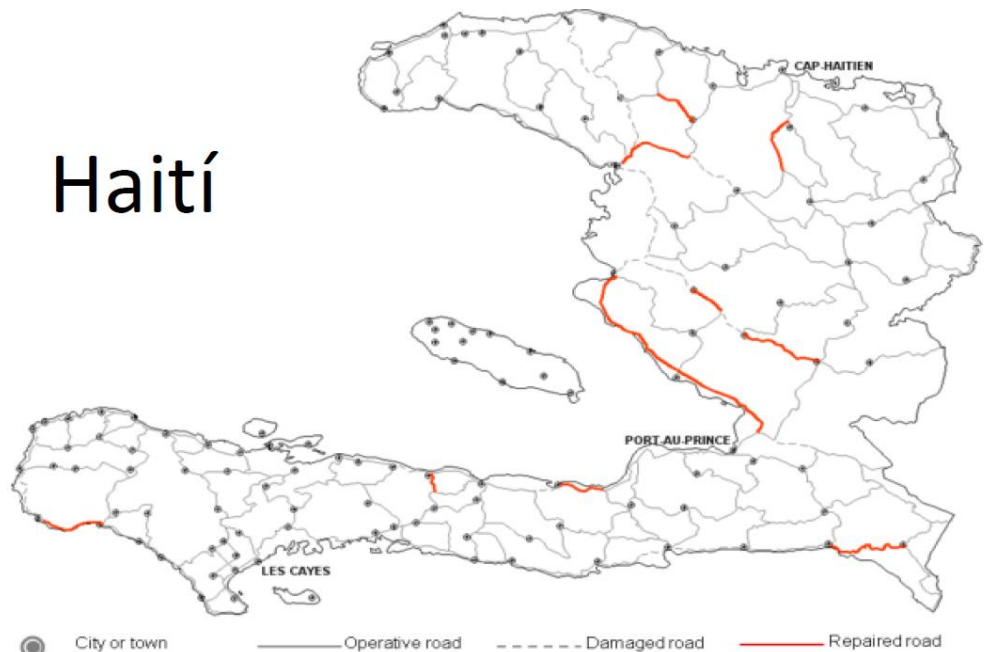 CAP-HAITIEN
Haití
PORT-AU-PRINCE
LES CAYES
City or town
Operative road
Damaged road
Repaired road